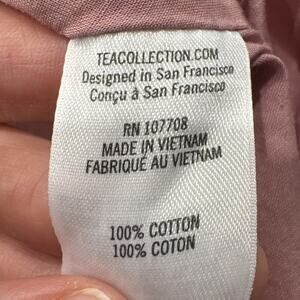 TEACOLLECTION.COM
Designed in San Francisco
Conçu à San Francisco
RN 107708
MADE IN VIETNAM
FABRIQUÉ AU VIETNAM
100% COTTON
100% COTON